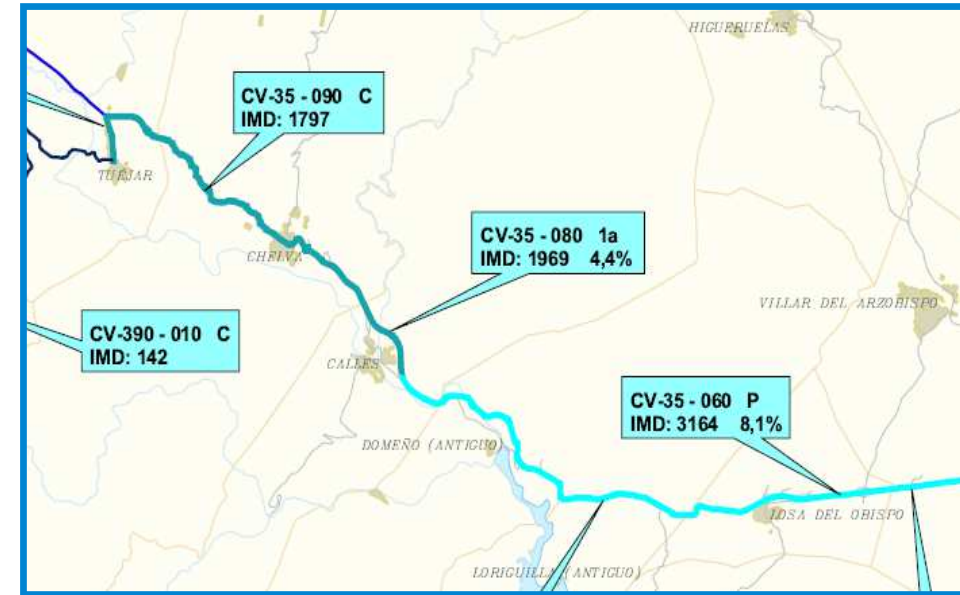 HIGUERUELAS
CV-35 - 090 C
IMD: 1797
TUEJAR
CHELVA
CV-35 - 080 1a
IMD: 1969 4,4%
VILLAR DEL ARZOBISPO
CV-390 - 010 C
IMD: 142
CALLES
CV-35 - 060 P
IMD: 3164 8,1%
DOMEÑO (ANTIGUO)
LOSA DEL OBISPO
LORIGUILLA (ANTIGUO)